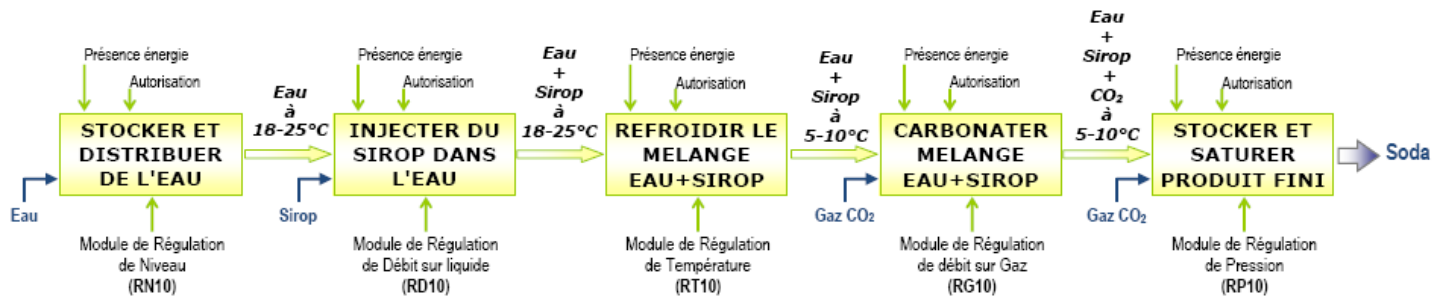 Présence énergie
Autorisation
STOCKER ET
DISTRIBUER
DE L'EAU
Eau
Module de Régulation
de Niveau
(RN10)
Eau
à
18-25°C
Présence énergie
Autorisation
INJECTER DU
SIROP DANS
L'EAU
Sirop
Module de Régulation
de Débit sur liquide
(RD10)
Eau
+
Sirop
à
18-25°C
Présence énergie
Autorisation
REFROIDIR LE
MELANGE
EAU+SIROP
Module de Régulation
de Température
(RT10)
Eau
+
Sirop
à
5-10°C
Présence énergie
Autorisation
CARBONATER
MELANGE
EAU+SIROP
Gaz CO₂
Module de Régulation
de débit sur Gaz
(RG10)
Eau
+
Sirop
+
CO₂
à
5-10°C
Présence énergie
Autorisation
STOCKER ET
SATURER
PRODUIT FINI
Gaz CO₂
Module de Régulation
de Pression
(RP10)
Soda